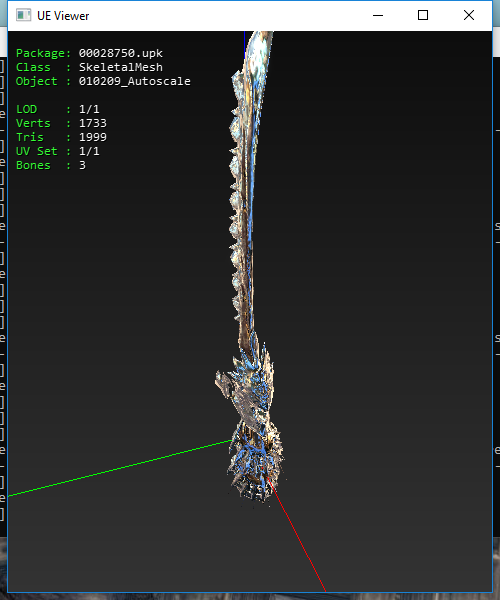 UE Viewer
Package: 00028750.upk
Class  : SkeletalMesh
Object : 010209_Autoscale
LOD    : 1/1
Verts  : 1733
Tris   : 1999
UV Set : 1/1
Bones  : 3